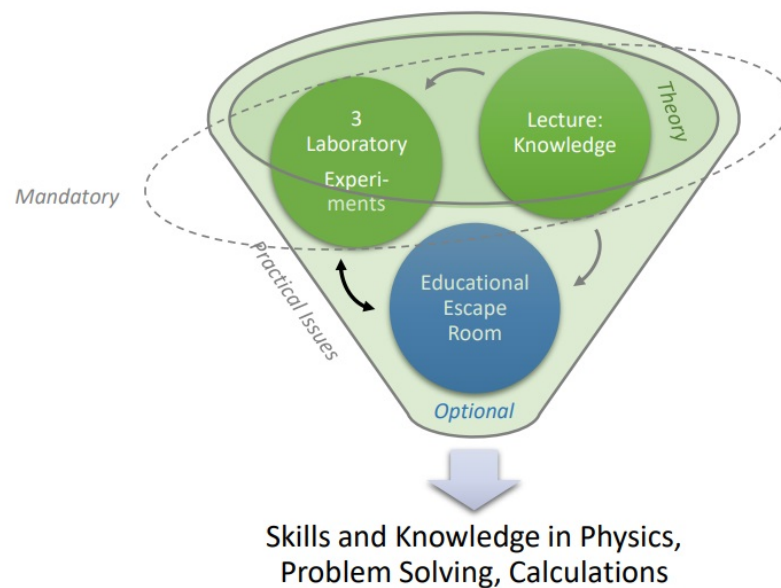 3
Laboratory
Experi-
ments
Lecture:
Knowledge
Theory
Mandatory
Practical Issues
Educational
Escape
Room
Optional
Skills and Knowledge in Physics,
Problem Solving, Calculations